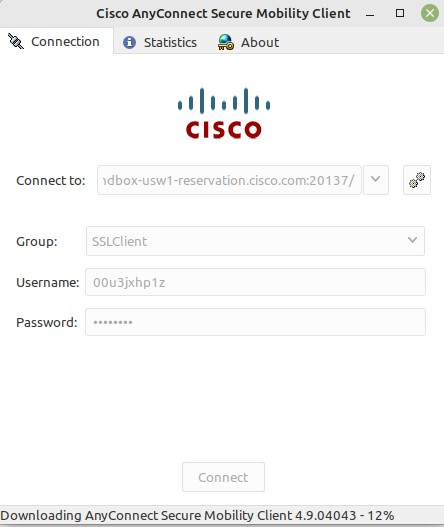 Cisco AnyConnect Secure Mobility Client
Connection Statistics About
CISCO
Connect to: dbox-usw1-reservation.cisco.com:20137/
Group: SSLClient
Username: 00u3jxhp1z
Password: ••••••••
Connect
Downloading AnyConnect Secure Mobility Client 4.9.04043 - 12%